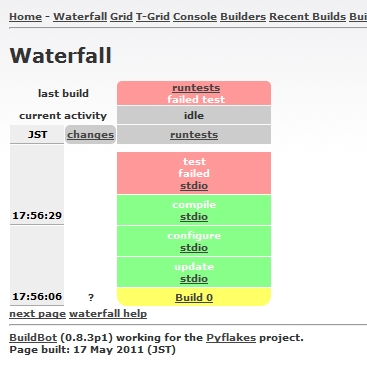 Home - Waterfall Grid T-Grid Console Builders Recent Builds Bui
Waterfall
last build
runtests
failed test
current activity
idle
JST
changes
runtests
test
failed
stdio
17:56:29
compile
stdio
configure
stdio
update
stdio
17:56:06
?
Build 0
next page waterfall help
BuildBot (0.8.3p1) working for the Pyflakes project.
Page built: 17 May 2011 (JST)